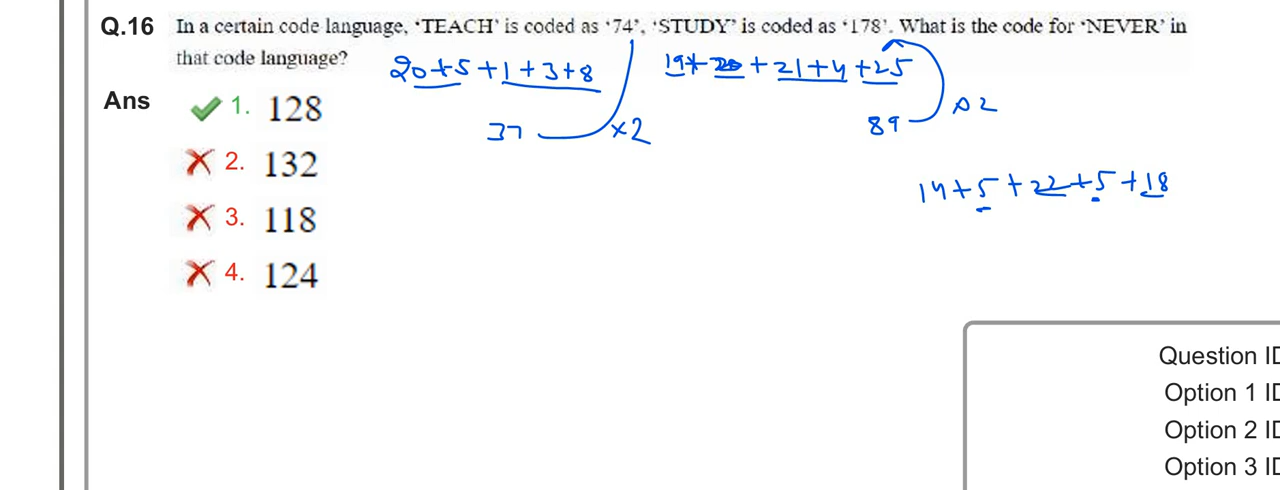 Q.16 In a certain code language, ‘TEACH’ is coded as ‘74’, ‘STUDY’ is coded as ‘178’. What is the code for ‘NEVER’ in
that code language?
20+5+1+3+8
19+20+21+4+25
37 ×2
89 ×2
14+5+22+5+18
Ans 1. 128
2. 132
3. 118
4. 124
Question ID
Option 1 ID
Option 2 ID
Option 3 ID